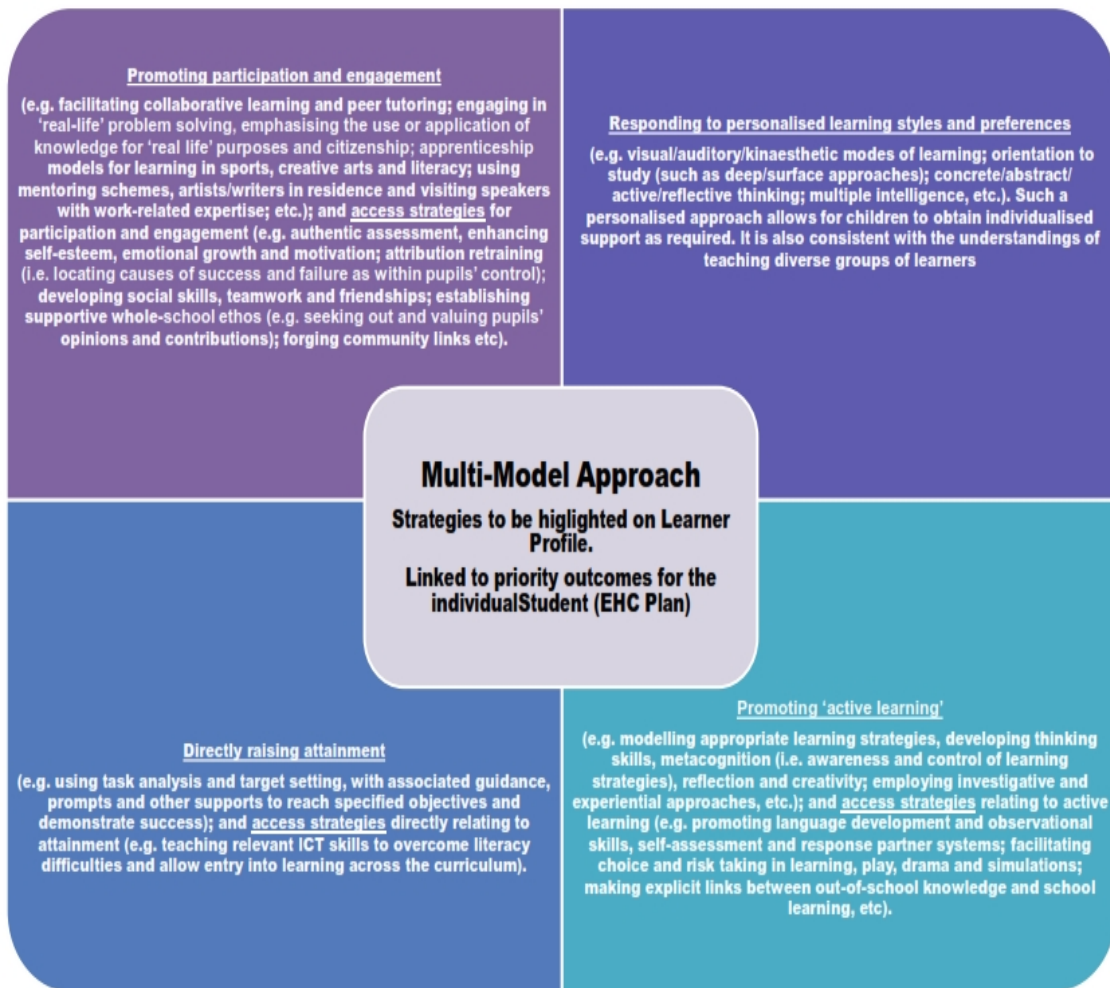 Promoting participation and engagement
(e.g. facilitating collaborative learning and peer tutoring; engaging in
‘real-life’ problem solving, emphasising the use or application of
knowledge for ‘real life’ purposes and citizenship; apprenticeship
models for learning in sports, creative arts and literacy; using
mentoring schemes, artists/writers in residence and visiting speakers
with work-related expertise; etc.); and access strategies for
participation and engagement (e.g. authentic assessment, enhancing
self-esteem, emotional growth and motivation; attribution retraining
(i.e. locating causes of success and failure as within pupils’ control);
developing social skills, teamwork and friendships; establishing
supportive whole-school ethos (e.g. seeking out and valuing pupils’
opinions and contributions); forging community links etc).
Responding to personalised learning styles and preferences
(e.g. visual/auditory/kinaesthetic modes of learning; orientation to
study (such as deep/surface approaches); concrete/abstract/
active/reflective thinking; multiple intelligence, etc.). Such a
personalised approach allows for children to obtain individualised
support as required. It is also consistent with the understandings of
teaching diverse groups of learners
Multi-Model Approach
Strategies to be higlighted on Learner
Profile.
Linked to priority outcomes for the
individualStudent (EHC Plan)
Directly raising attainment
(e.g. using task analysis and target setting, with associated guidance,
prompts and other supports to reach specified objectives and
demonstrate success); and access strategies directly relating to
attainment (e.g. teaching relevant ICT skills to overcome literacy
difficulties and allow entry into learning across the curriculum).
Promoting ‘active learning’
(e.g. modelling appropriate learning strategies, developing thinking
skills, metacognition (i.e. awareness and control of learning
strategies), reflection and creativity; employing investigative and
experiential approaches, etc.); and access strategies relating to active
learning (e.g. promoting language development and observational
skills, self-assessment and response partner systems; facilitating
choice and risk taking in learning, play, drama and simulations;
making explicit links between out-of-school knowledge and school
learning, etc).